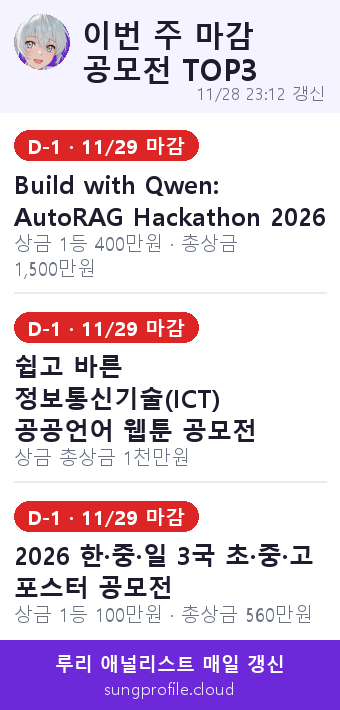 이번 주 마감
공모전 TOP3
11/28 23:12 갱신
D-1 · 11/29 마감
Build with Qwen:
AutoRAG Hackathon 2026
상금 1등 400만원 · 총상금
1,500만원
D-1 · 11/29 마감
쉽고 바른
정보통신기술(ICT)
공공언어 웹툰 공모전
상금 총상금 1천만원
D-1 · 11/29 마감
2026 한·중·일 3국 초·중·고
포스터 공모전
상금 1등 100만원 · 총상금 560만원
루리 애널리스트 매일 갱신
sungprofile.cloud